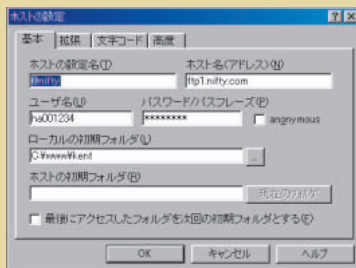 ホストの設定
? ×
基本 拡張 文字コード 高度
ホストの設定名(T) ホスト名(アドレス)(N)
@nifty ftp1.nifty.com
ユーザ名(U) パスワード/パスフレーズ(P)
ha001234 ******** angnymous
ローカルの初期フォルダ(L)
C:¥www¥kent ...
ホストの初期フォルダ(R)
現在のフォルダ
最後にアクセスしたフォルダを次回の初期フォルダとする(F)
OK キャンセル ヘルプ